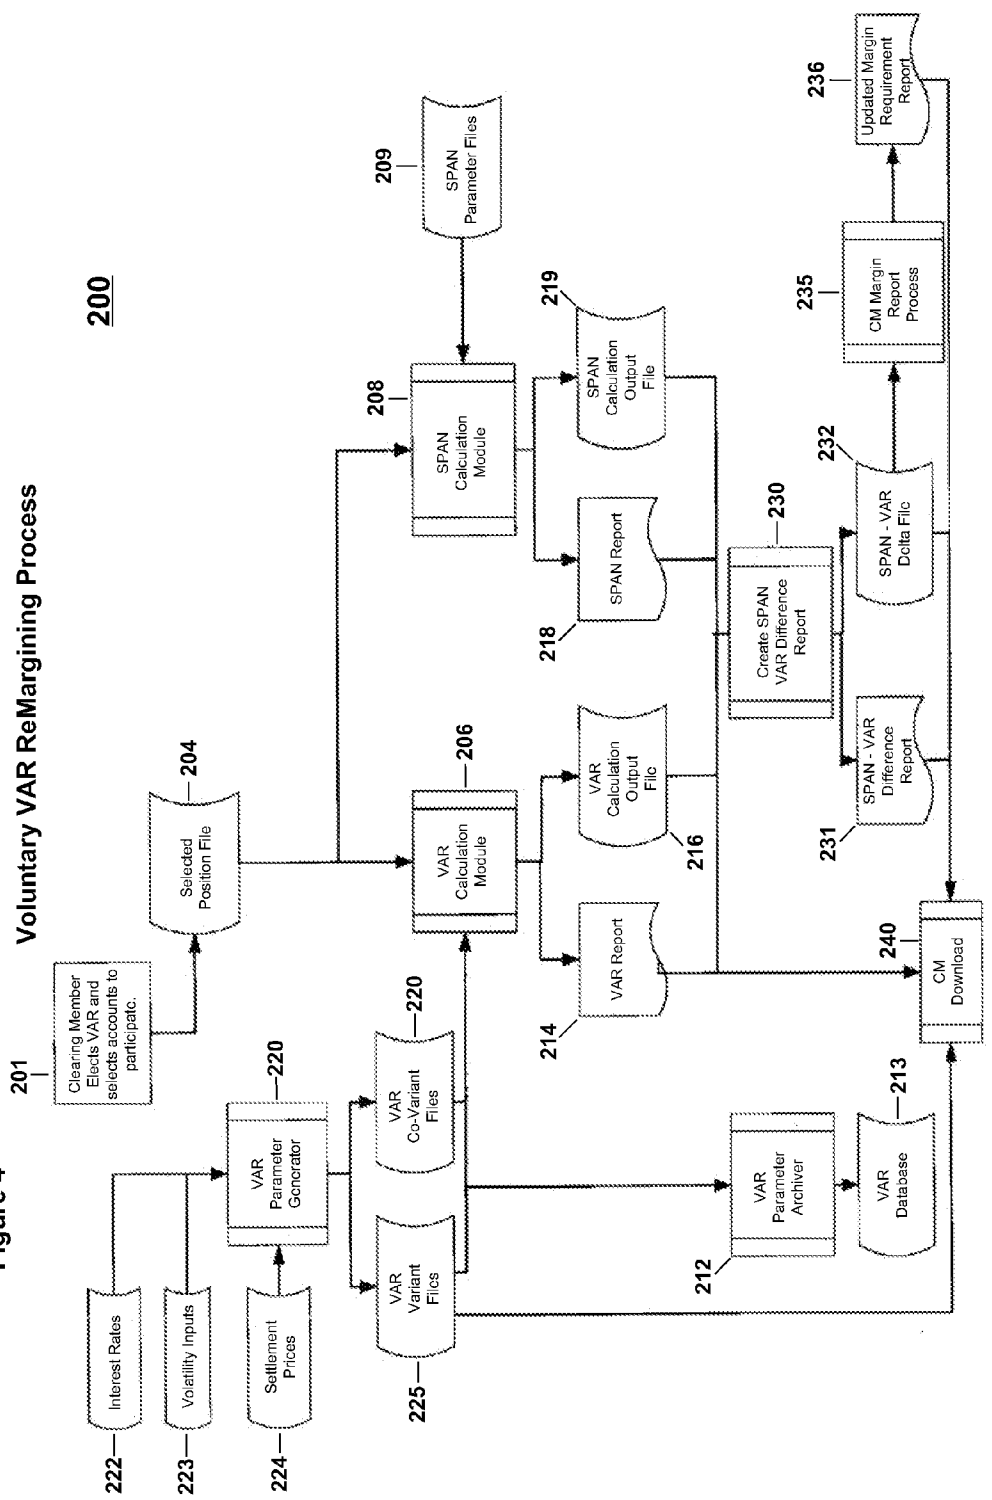 Figure 4
Voluntary VAR ReMargining Process
200
201
Clearing Member
Elects VAR and
selects accounts to
participate.
222
Interest Rates
223
Volatility Inputs
224
Settlement
Prices
220
VAR
Parameter
Generator
204
Selected
Position File
225
VAR
Variant
Files
220
VAR
Co-Variant
Files
206
VAR
Calculation
Module
208
SPAN
Calculation
Module
209
SPAN
Parameter Files
214
VAR Report
216
VAR
Calculation
Output
File
218
SPAN Report
219
SPAN
Calculation
Output
File
212
VAR
Parameter
Archiver
213
VAR
Database
230
Create SPAN
VAR Difference
Report
231
SPAN - VAR
Difference
Report
232
SPAN - VAR
Delta File
235
CM Margin
Report
Process
236
Updated Margin
Requirement
Report
240
CM
Download